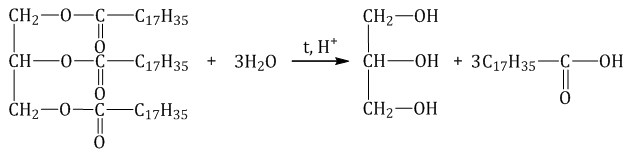 CH₂—O—C—C₁₇H₃₅
O
CH—O—C—C₁₇H₃₅ + 3H₂O t, H⁺ CH—OH + 3C₁₇H₃₅—C—OH
CH₂—OH
O
O
CH₂—O—C—C₁₇H₃₅
CH₂—OH
O